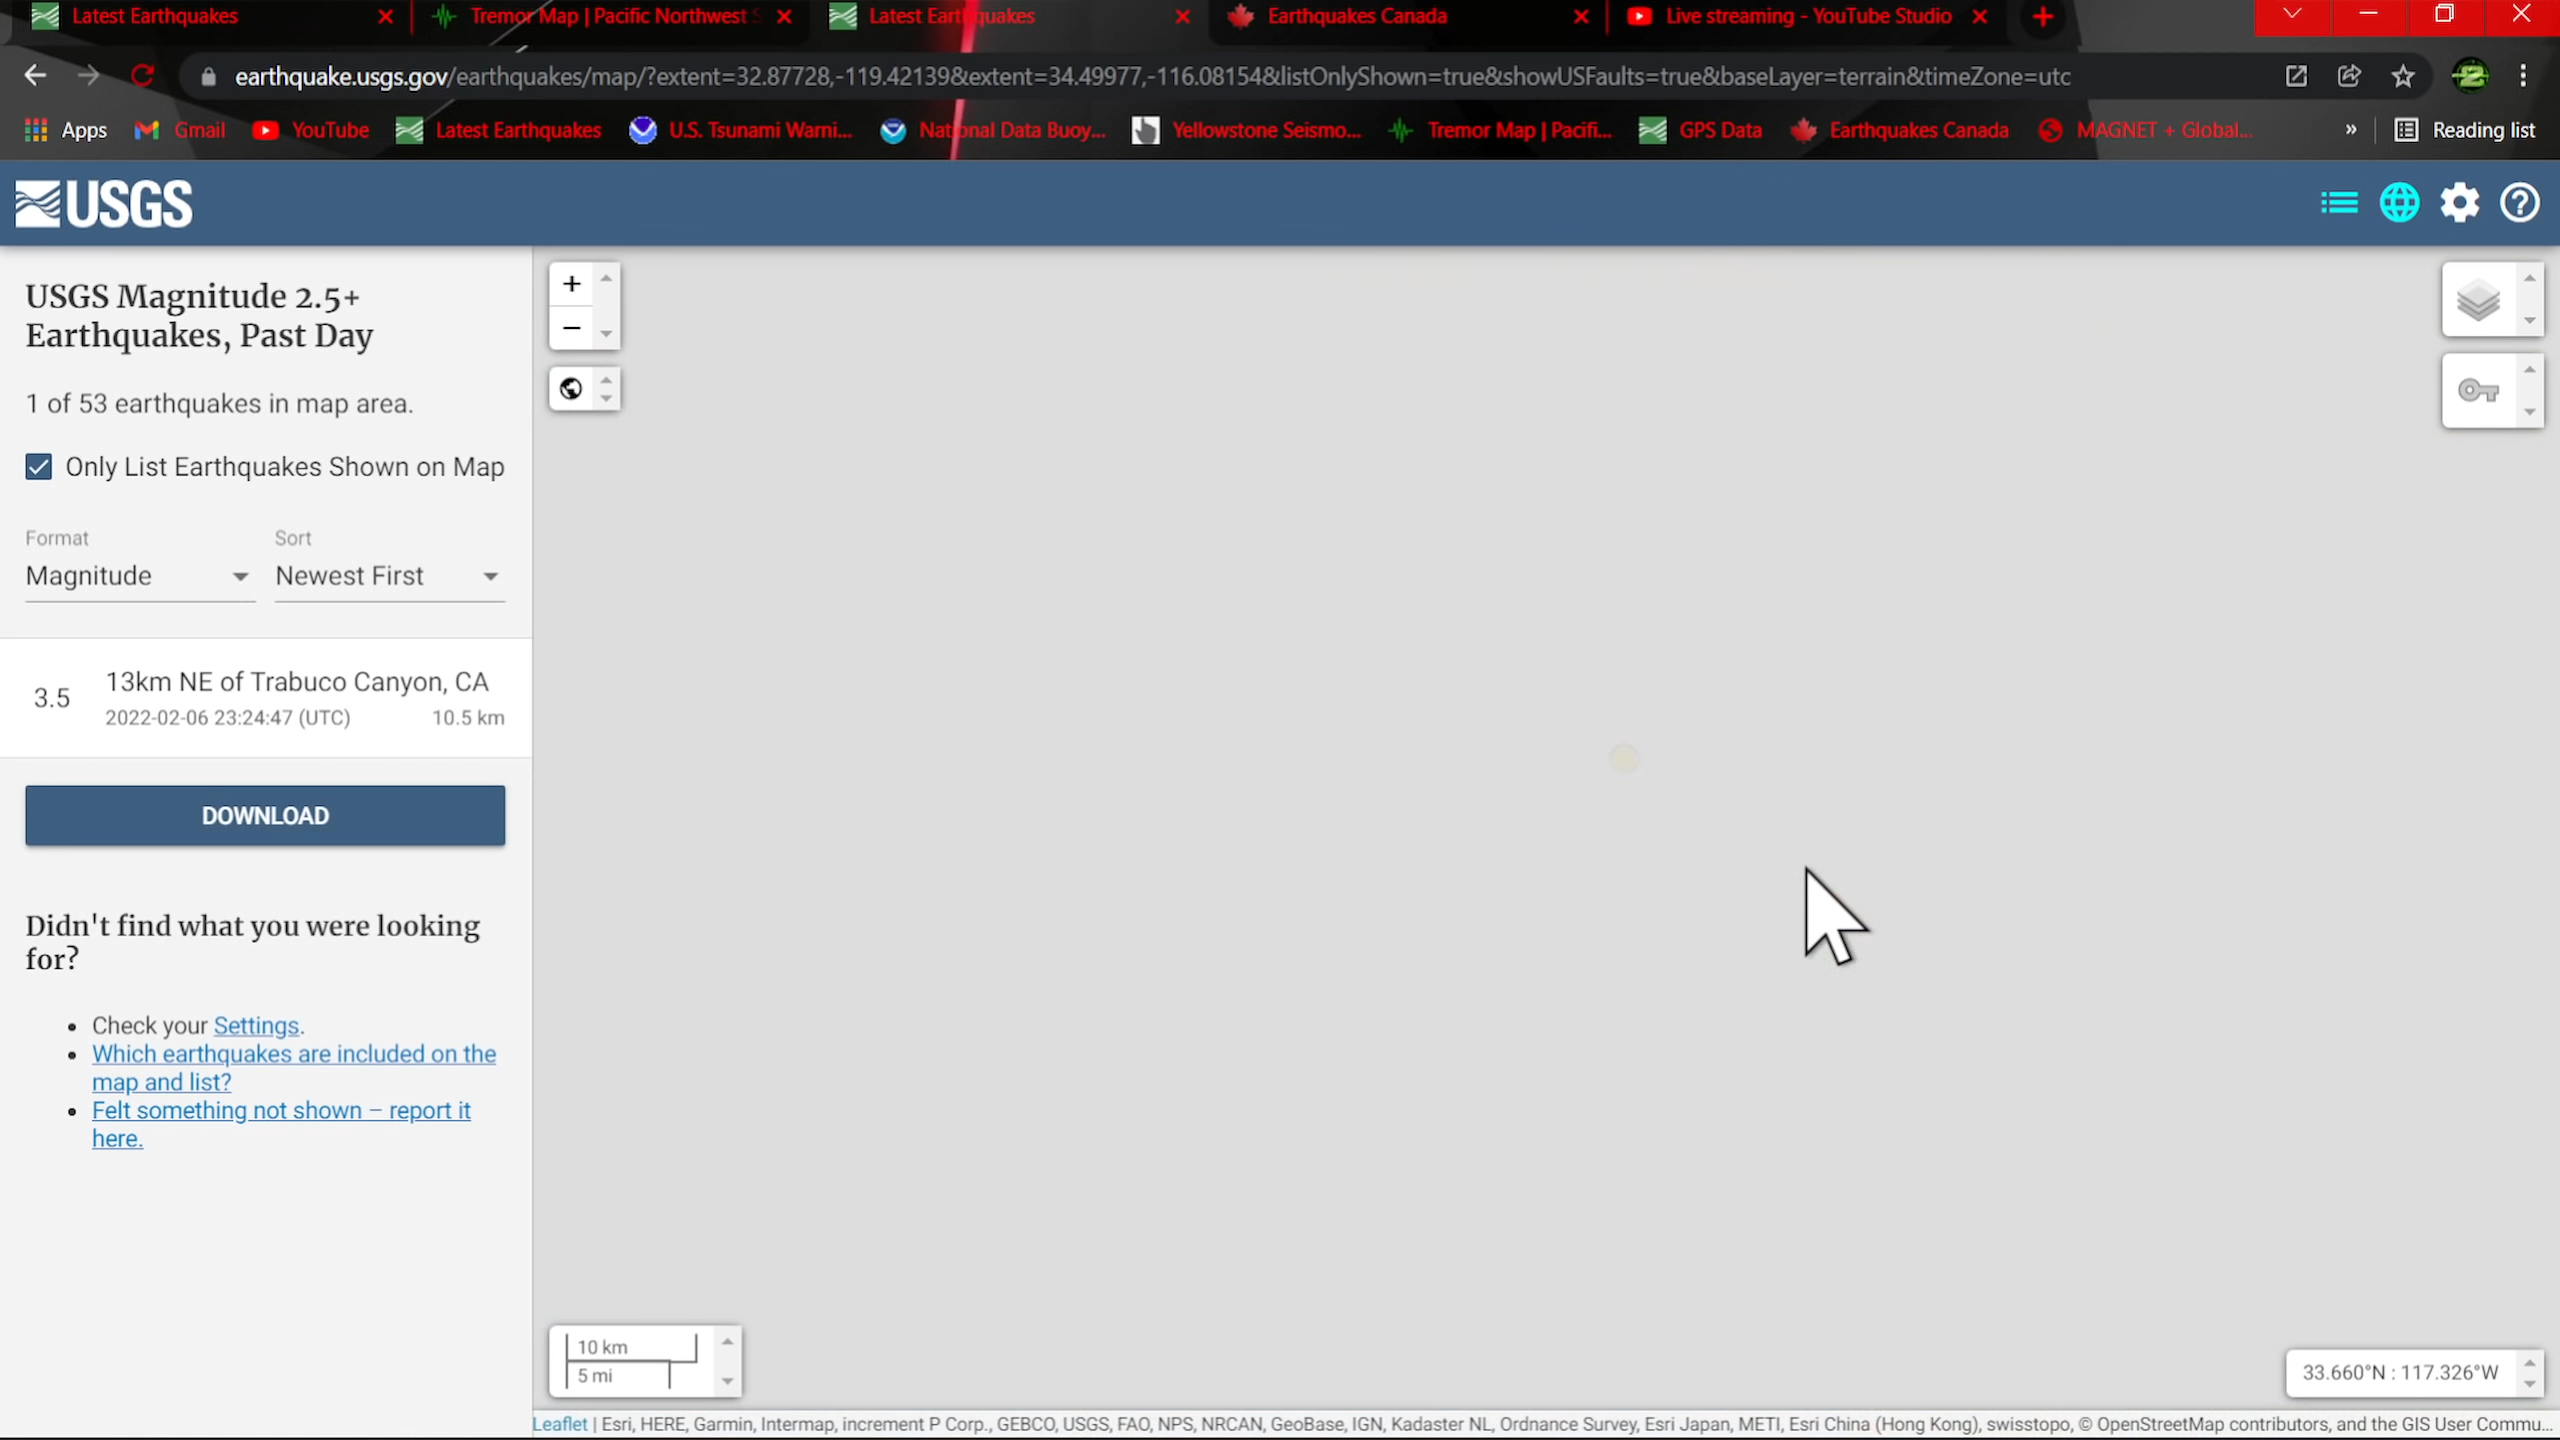 Latest Earthquakes
Tremor Map | Pacific Northwest S
Latest Earthquakes
Earthquakes Canada
Live streaming - YouTube Studio
earthquake.usgs.gov/earthquakes/map/?extent=32.87728,-119.42139&extent=34.49977,-116.08154&listOnlyShown=true&showUSFaults=true&baseLayer=terrain&timeZone=utc
Apps
Gmail
YouTube
Latest Earthquakes
U.S. Tsunami Warni...
National Data Buoy...
Yellowstone Seismo...
Tremor Map | Pacifi...
GPS Data
Earthquakes Canada
MAGNET + Global...
»
Reading list
USGS
USGS Magnitude 2.5+
Earthquakes, Past Day
1 of 53 earthquakes in map area.
Only List Earthquakes Shown on Map
Format
Sort
Magnitude
Newest First
3.5
13km NE of Trabuco Canyon, CA
2022-02-06 23:24:47 (UTC)
10.5 km
DOWNLOAD
Didn't find what you were looking
for?
Check your Settings.
Which earthquakes are included on the
map and list?
Felt something not shown – report it
here.
+
−
10 km
5 mi
33.660°N : 117.326°W
Leaflet | Esri, HERE, Garmin, Intermap, increment P Corp., GEBCO, USGS, FAO, NPS, NRCAN, GeoBase, IGN, Kadaster NL, Ordnance Survey, Esri Japan, METI, Esri China (Hong Kong), swisstopo, © OpenStreetMap contributors, and the GIS User Commu...